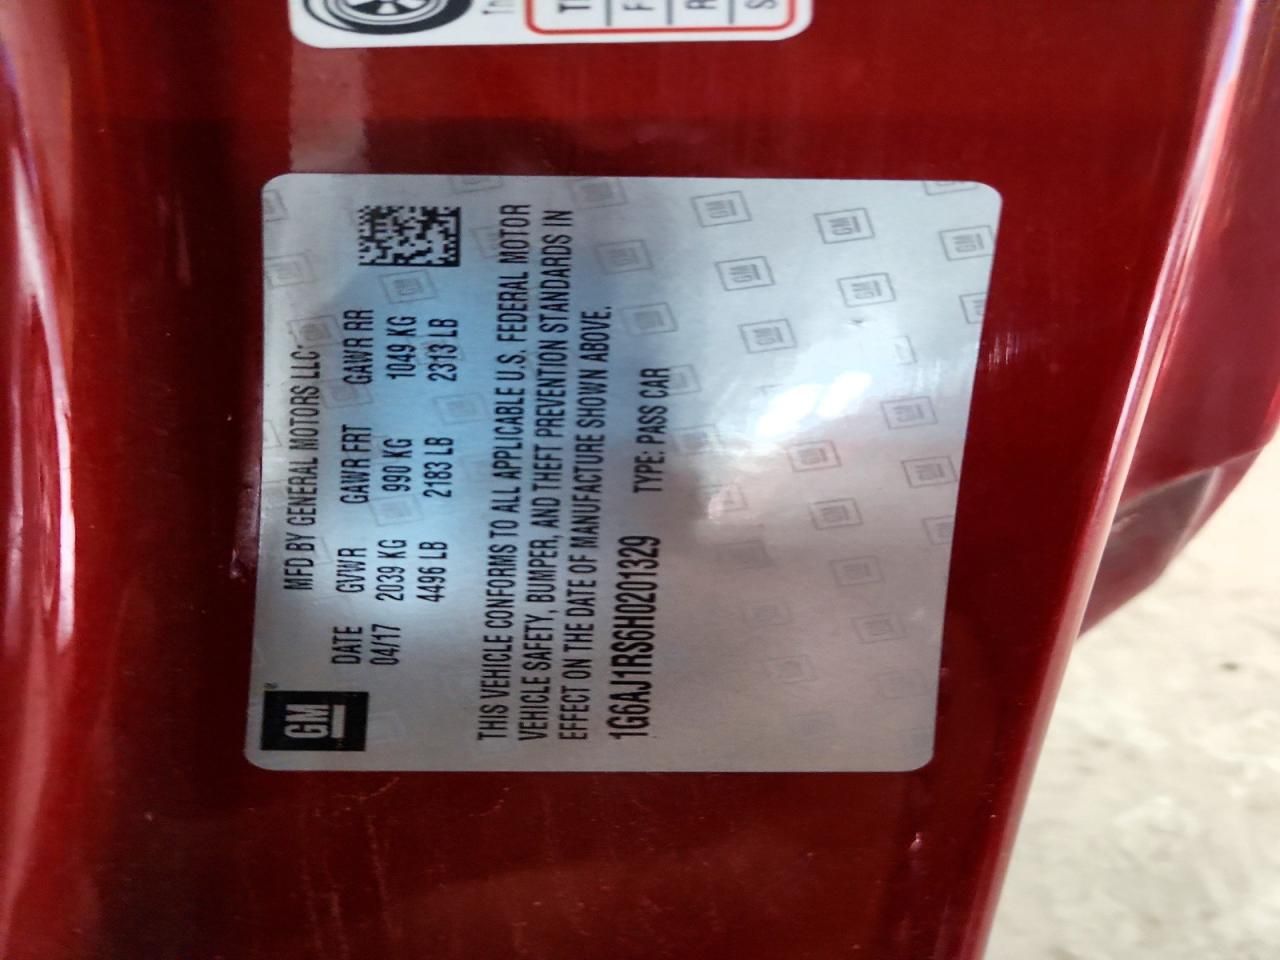 GM
MFD BY GENERAL MOTORS LLC
DATE GVWR GAWR FRT GAWR RR
04/17 2039 KG 990 KG 1049 KG
4496 LB 2183 LB 2313 LB
THIS VEHICLE CONFORMS TO ALL APPLICABLE U.S. FEDERAL MOTOR
VEHICLE SAFETY, BUMPER, AND THEFT PREVENTION STANDARDS IN
EFFECT ON THE DATE OF MANUFACTURE SHOWN ABOVE.
1G6AJ1RS6H0201329 TYPE: PASS CAR